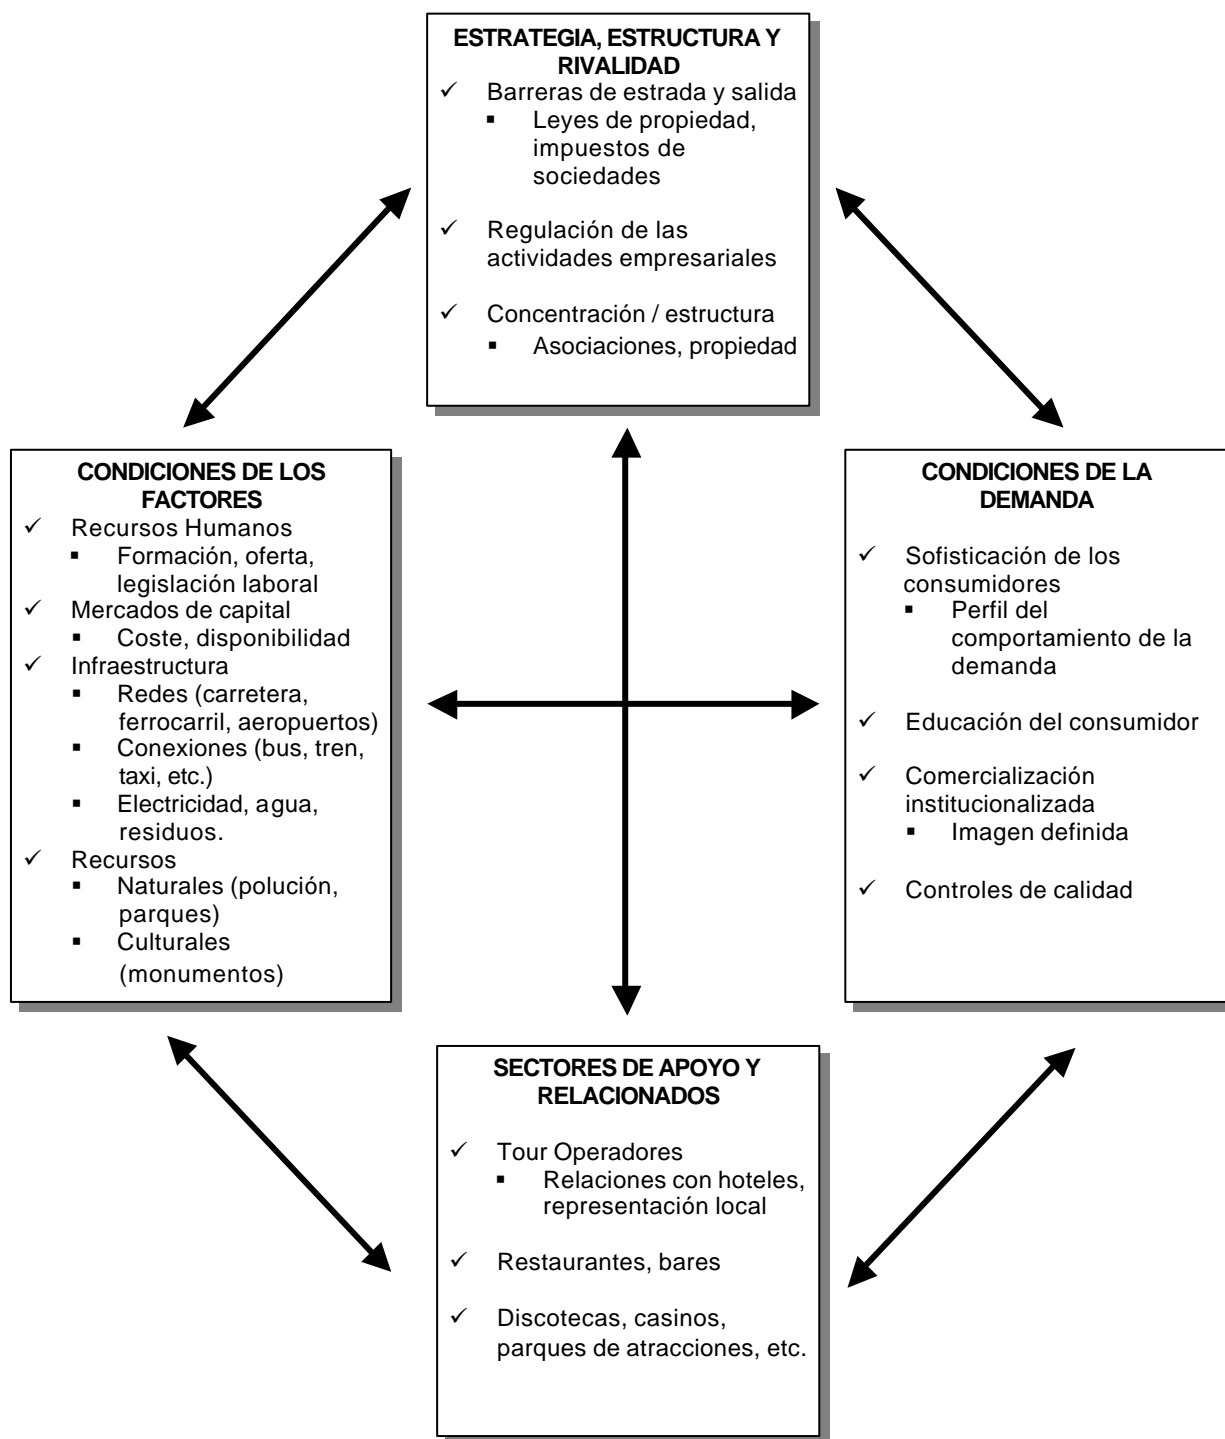 ESTRATEGIA, ESTRUCTURA Y
RIVALIDAD
✓ Barreras de estrada y salida
▪ Leyes de propiedad,
impuestos de
sociedades
✓ Regulación de las
actividades empresariales
✓ Concentración / estructura
▪ Asociaciones, propiedad
CONDICIONES DE LOS
FACTORES
✓ Recursos Humanos
▪ Formación, oferta,
legislación laboral
✓ Mercados de capital
▪ Coste, disponibilidad
✓ Infraestructura
▪ Redes (carretera,
ferrocarril, aeropuertos)
▪ Conexiones (bus, tren,
taxi, etc.)
▪ Electricidad, agua,
residuos.
✓ Recursos
▪ Naturales (polución,
parques)
▪ Culturales
(monumentos)
CONDICIONES DE LA
DEMANDA
✓ Sofisticación de los
consumidores
▪ Perfil del
comportamiento de la
demanda
✓ Educación del consumidor
✓ Comercialización
institucionalizada
▪ Imagen definida
✓ Controles de calidad
SECTORES DE APOYO Y
RELACIONADOS
✓ Tour Operadores
▪ Relaciones con hoteles,
representación local
✓ Restaurantes, bares
✓ Discotecas, casinos,
parques de atracciones, etc.